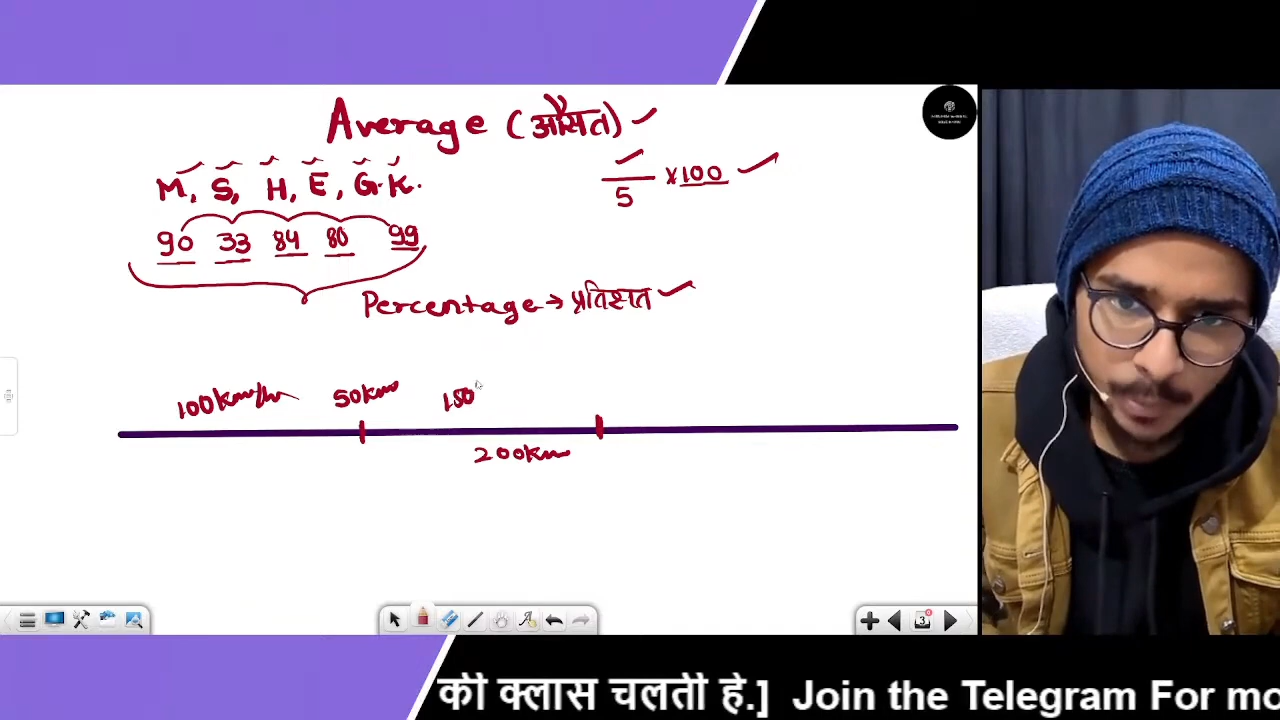 Average (औसत)
M, S, H, E, G.K.
90 33 84 80 99
5 ×100
Percentage → प्रतिशत
100km/hr 50km 150
200km
3
की क्लास चलती हे.] Join the Telegram For mo